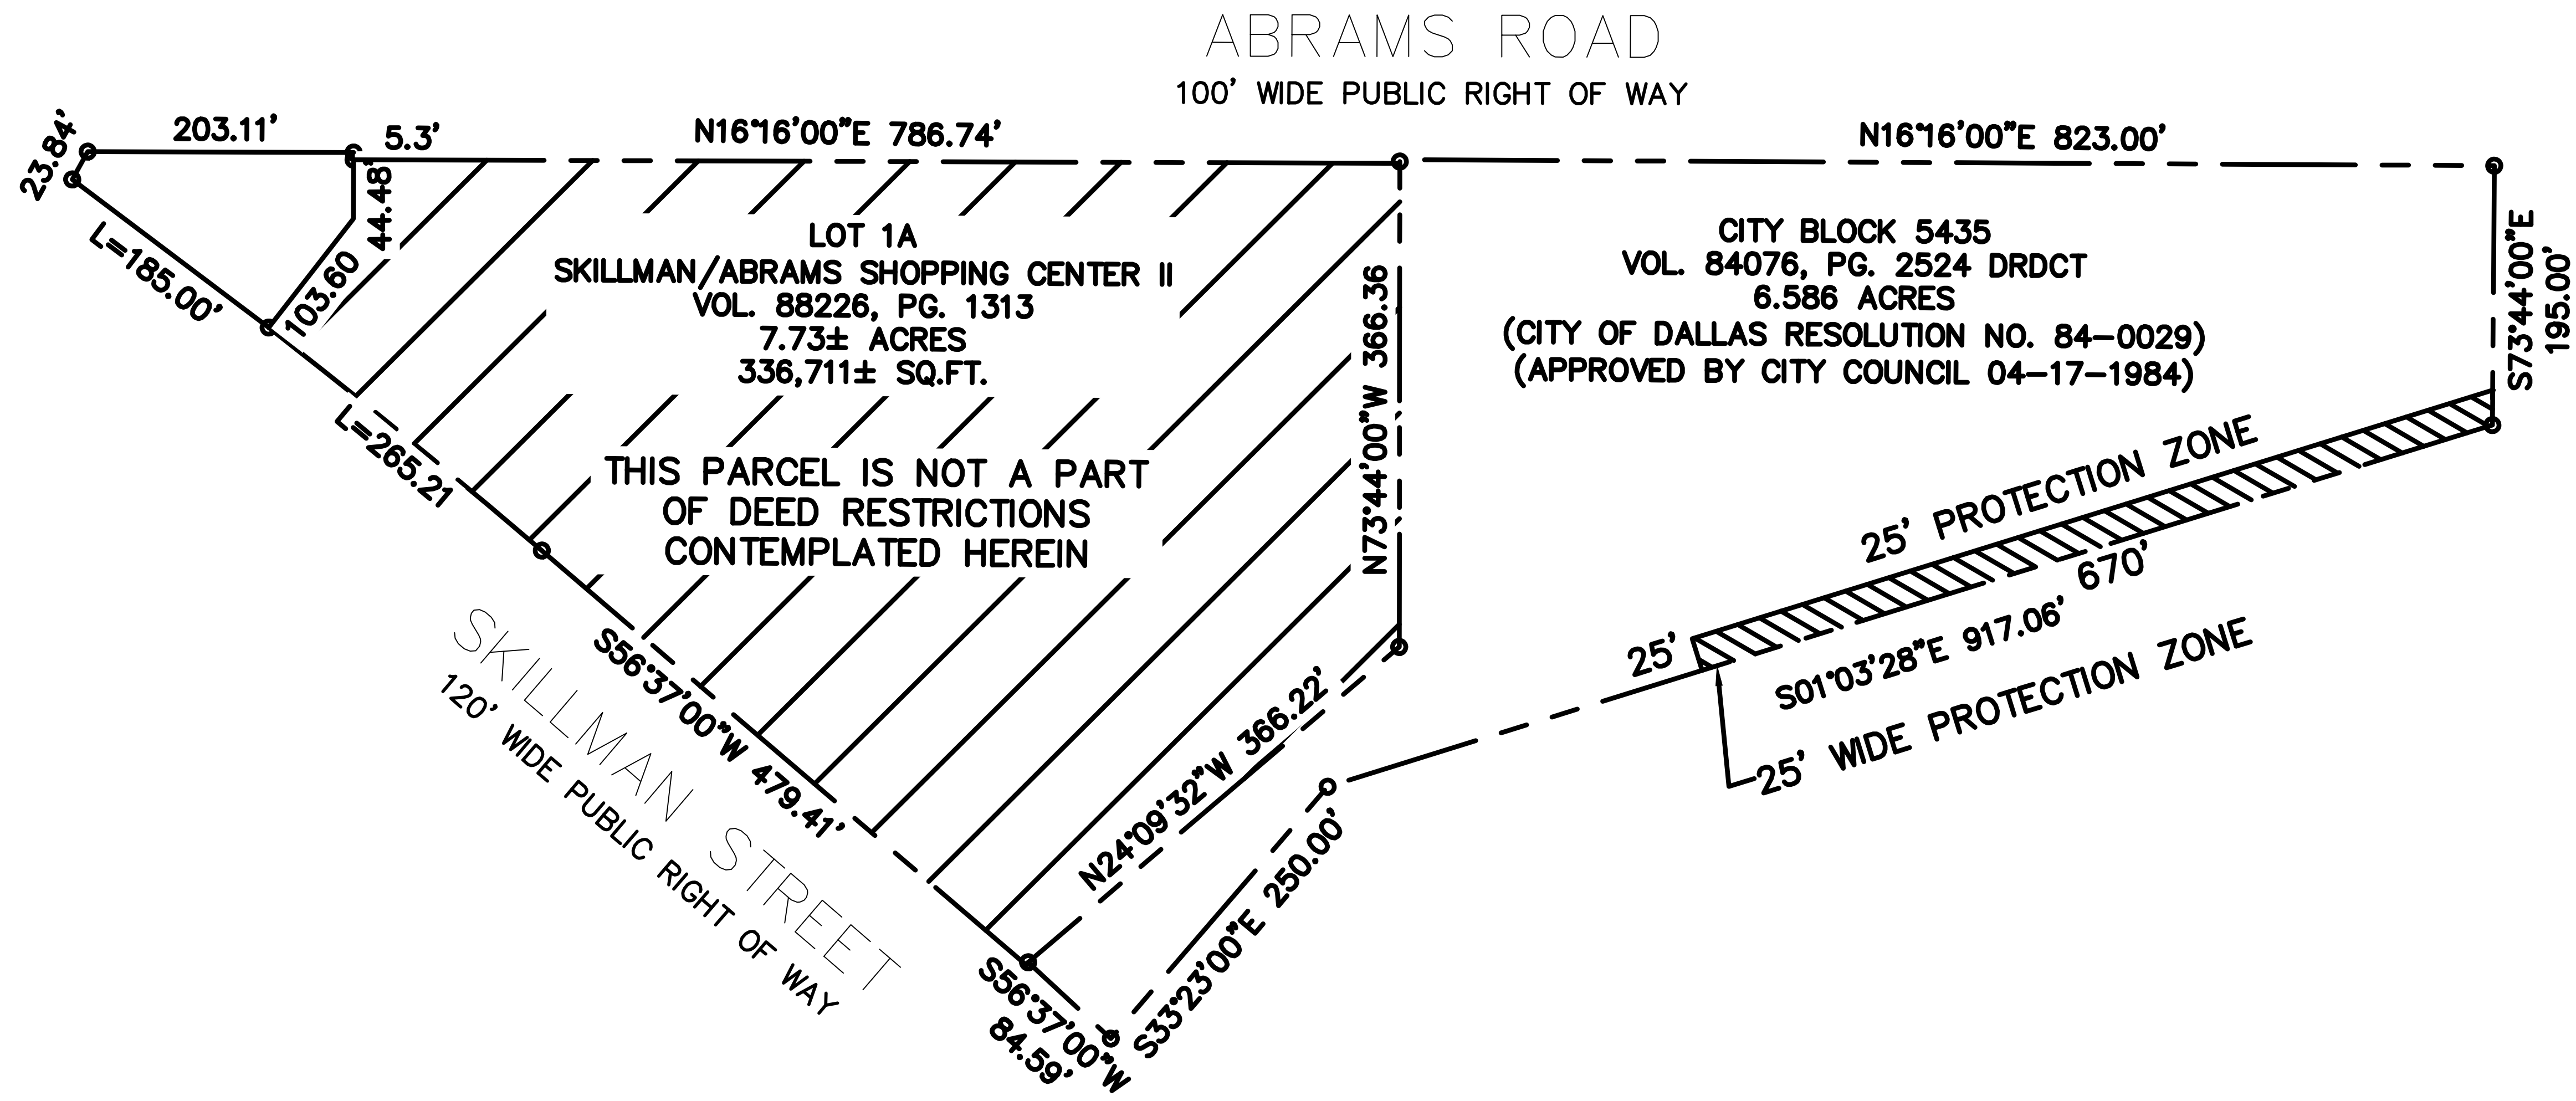 ABRAMS ROAD
100' WIDE PUBLIC RIGHT OF WAY
23.84'
203.11'
5.3'
N16°16'00"E 786.74'
N16°16'00"E 823.00'
44.48'
103.60
L=185.00'
L=265.21
LOT 1A
SKILLMAN/ABRAMS SHOPPING CENTER II
VOL. 88226, PG. 1313
7.73± ACRES
336,711± SQ.FT.
THIS PARCEL IS NOT A PART
OF DEED RESTRICTIONS
CONTEMPLATED HEREIN
N73°44'00"W 366.36
CITY BLOCK 5435
VOL. 84076, PG. 2524 DRDCT
6.586 ACRES
(CITY OF DALLAS RESOLUTION NO. 84-0029)
(APPROVED BY CITY COUNCIL 04-17-1984)
S73°44'00"E
195.00'
25' PROTECTION ZONE
670'
25'
S01°03'28"E 917.06'
25' WIDE PROTECTION ZONE
SKILLMAN STREET
120' WIDE PUBLIC RIGHT OF WAY
S56°37'00"W 479.41'
N24°09'32"W 366.22'
S33°23'00"E 250.00'
S56°37'00"W
84.59'